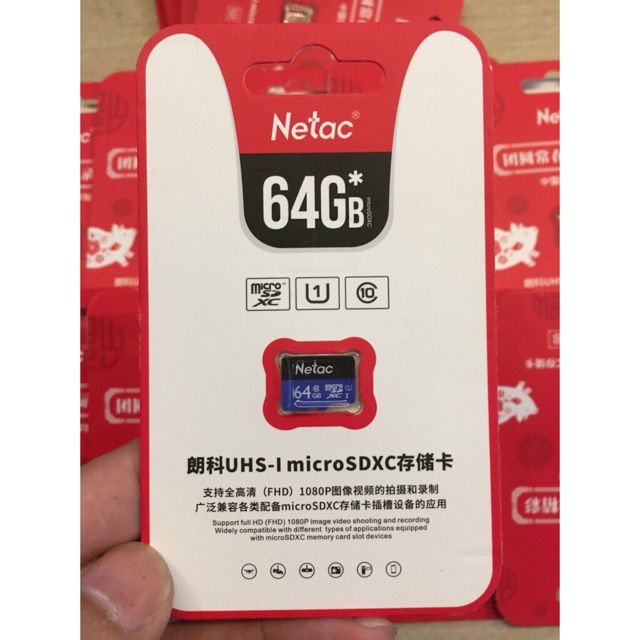 Netac®
64GB*
microSDXC
micro SD XC
U1
10
Netac
64 GB
10
micro SD XC
U1
I
朗科UHS-I microSDXC存储卡
支持全高清（FHD）1080P图像视频的拍摄和录制
广泛兼容各类配备microSDXC存储卡插槽设备的应用
Support full HD (FHD) 1080P image video shooting and recording
Widely compatible with different types of applications equipped
with microSDXC memory card slot devices
Ne